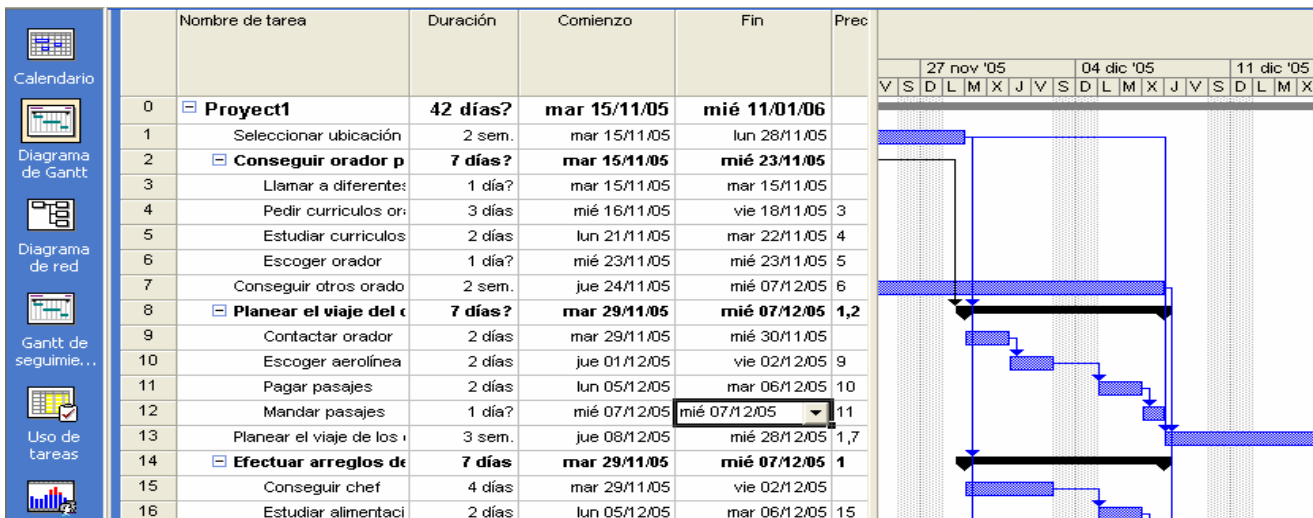 Nombre de tarea Duración Comienzo Fin Prec
27 nov '05 04 dic '05 11 dic '05
V S D L M X J V S D L M X J V S D L M X
0 Proyect1 42 días? mar 15/11/05 mié 11/01/06
1 Seleccionar ubicación 2 sem. mar 15/11/05 lun 28/11/05
2 Conseguir orador p 7 días? mar 15/11/05 mié 23/11/05
3 Llamar a diferentes 1 día? mar 15/11/05 mar 15/11/05
4 Pedir curriculos or 3 días mié 16/11/05 vie 18/11/05 3
5 Estudiar curriculos 2 días lun 21/11/05 mar 22/11/05 4
6 Escoger orador 1 día? mié 23/11/05 mié 23/11/05 5
7 Conseguir otros orado 2 sem. jue 24/11/05 mié 07/12/05 6
8 Planear el viaje del 7 días? mar 29/11/05 mié 07/12/05 1,2
9 Contactar orador 2 días mar 29/11/05 mié 30/11/05
10 Escoger aerolínea 2 días jue 01/12/05 vie 02/12/05 9
11 Pagar pasajes 2 días lun 05/12/05 mar 06/12/05 10
12 Mandar pasajes 1 día? mié 07/12/05 mié 07/12/05 11
13 Planear el viaje de los 3 sem. jue 08/12/05 mié 28/12/05 1,7
14 Efectuar arreglos de 7 días mar 29/11/05 mié 07/12/05 1
15 Conseguir chef 4 días mar 29/11/05 vie 02/12/05
16 Estudiar alimentaci 2 días lun 05/12/05 mar 06/12/05 15
Calendario
Diagrama
de Gantt
Diagrama
de red
Gantt de
seguimie...
Uso de
tareas